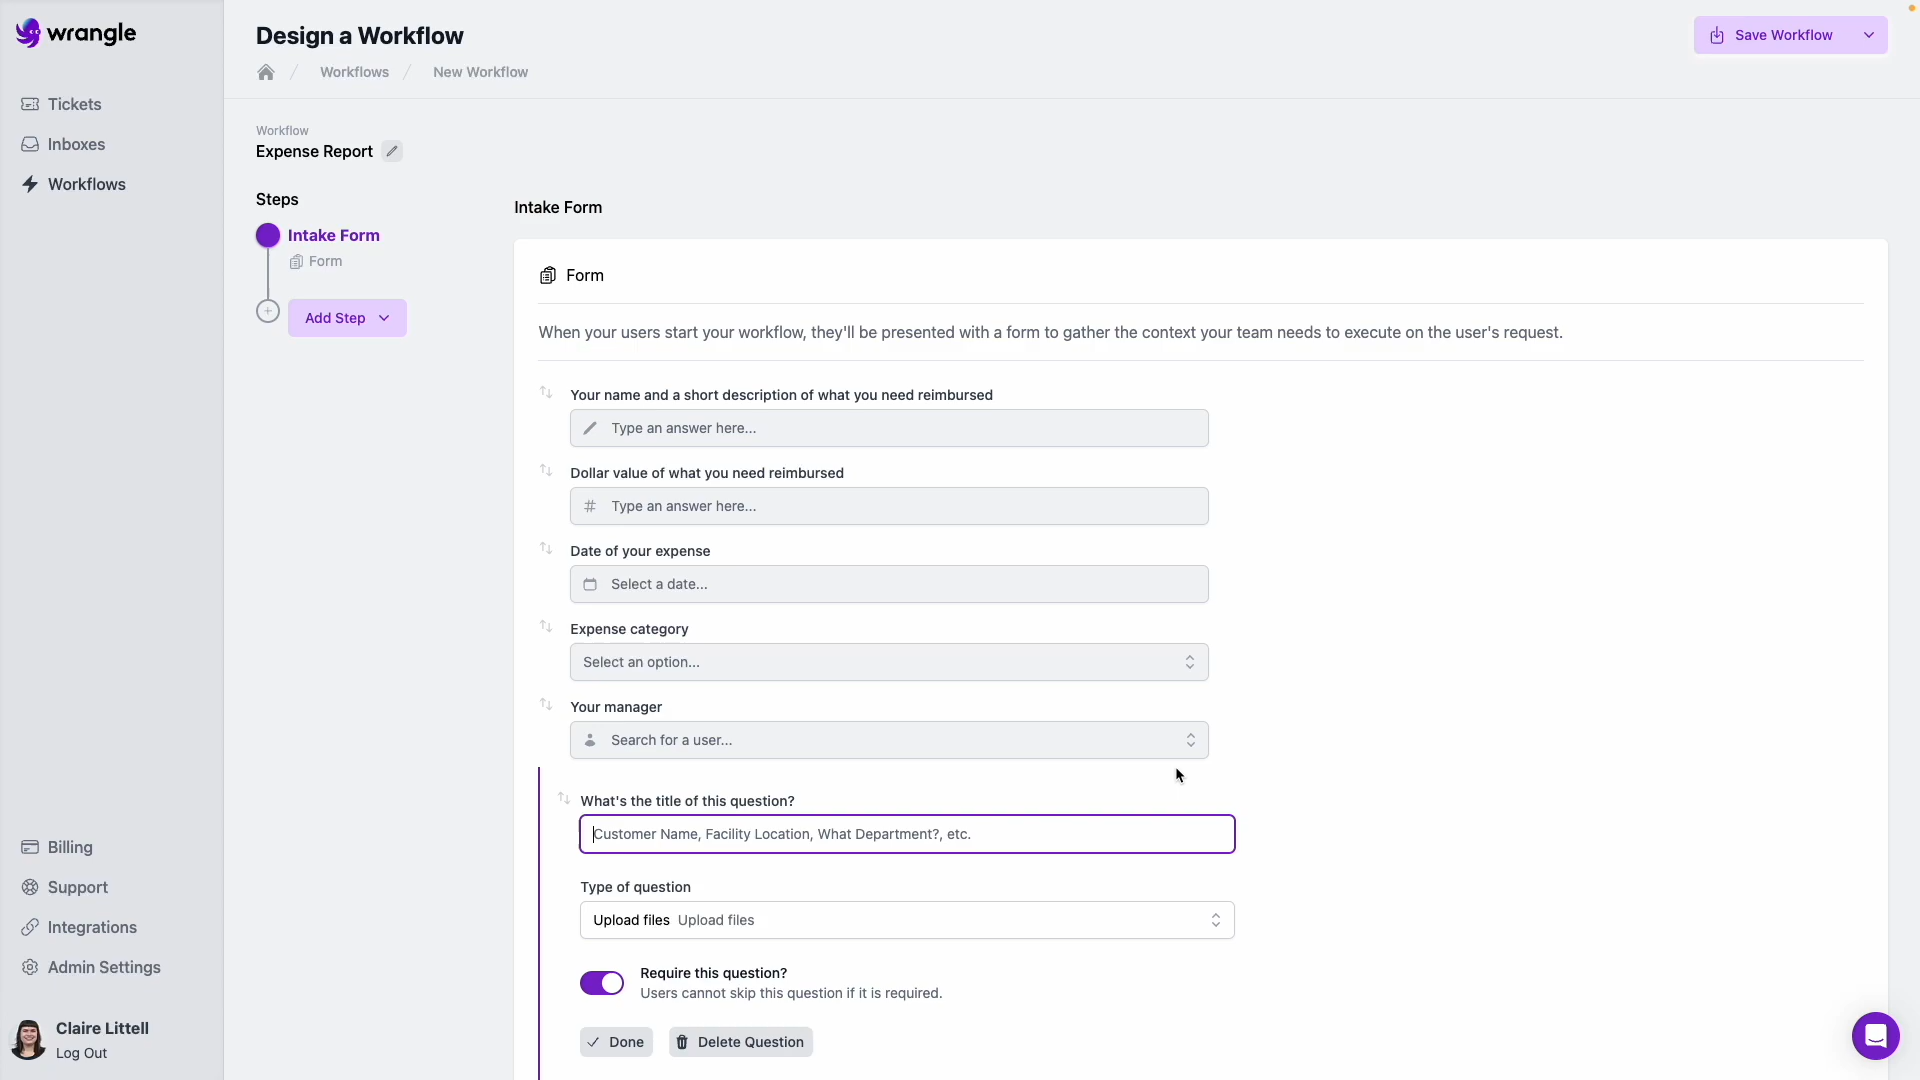 wrangle
Tickets
Inboxes
Workflows
Billing
Support
Integrations
Admin Settings
Claire Littell
Log Out
Design a Workflow
Workflows / New Workflow
Save Workflow
Workflow
Expense Report
Steps
Intake Form
Form
Add Step
Intake Form
Form
When your users start your workflow, they'll be presented with a form to gather the context your team needs to execute on the user's request.
Your name and a short description of what you need reimbursed
Type an answer here...
Dollar value of what you need reimbursed
# Type an answer here...
Date of your expense
Select a date...
Expense category
Select an option...
Your manager
Search for a user...
What's the title of this question?
Customer Name, Facility Location, What Department?, etc.
Type of question
Upload files Upload files
Require this question?
Users cannot skip this question if it is required.
Done
Delete Question